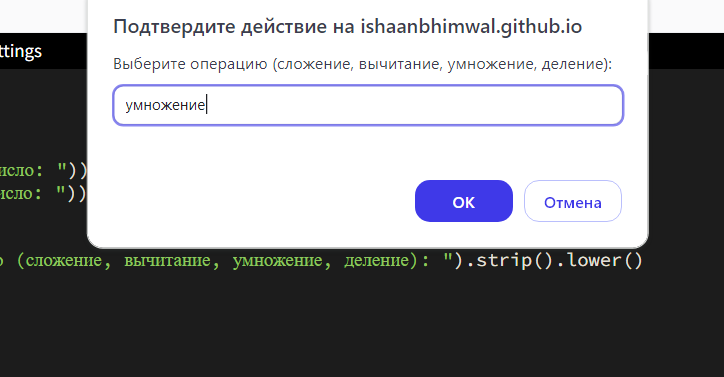 Подтвердите действие на ishaanbhimwal.github.io
ttings
Выберите операцию (сложение, вычитание, умножение, деление):
умножение
исло: "))
исло: "))
ОК
Отмена
ю (сложение, вычитание, умножение, деление): ").strip().lower()